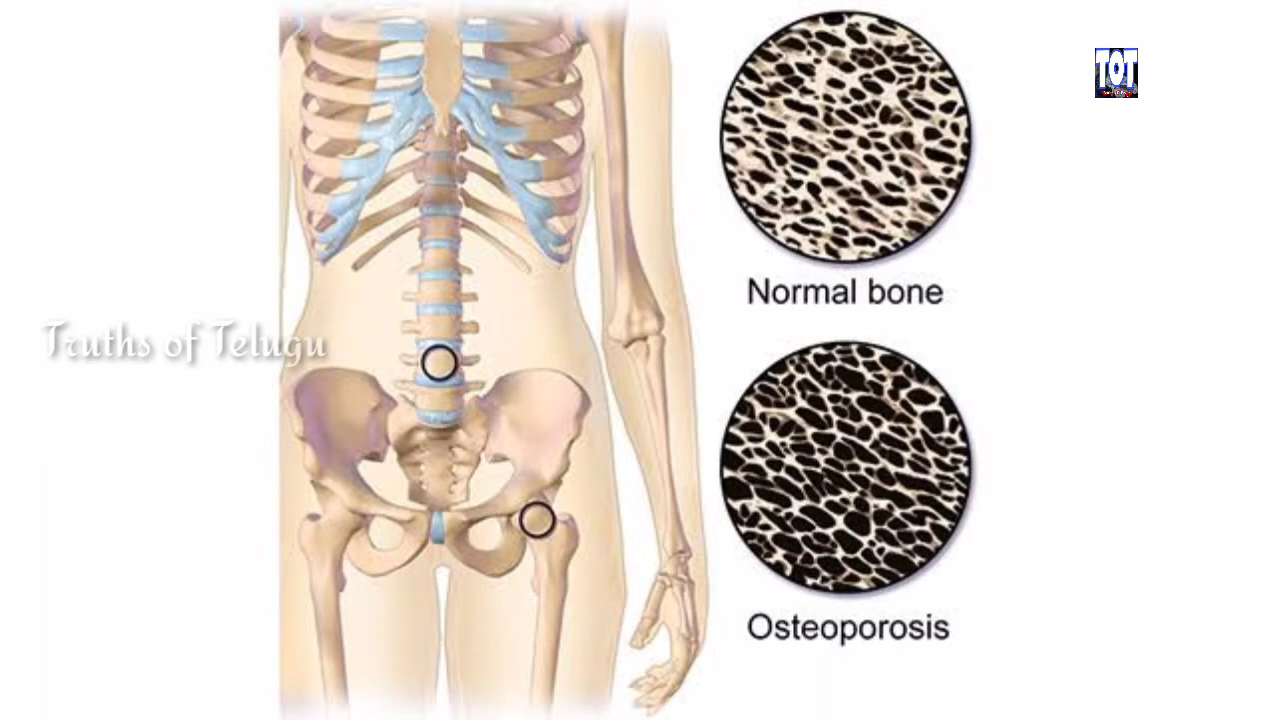 TOT
Normal bone
Truths of Telugu
Osteoporosis